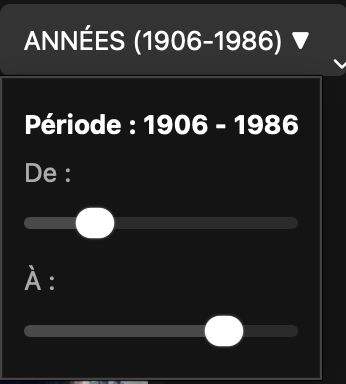 ANNÉES (1906-1986) ▼
Période : 1906 - 1986
De :
À :